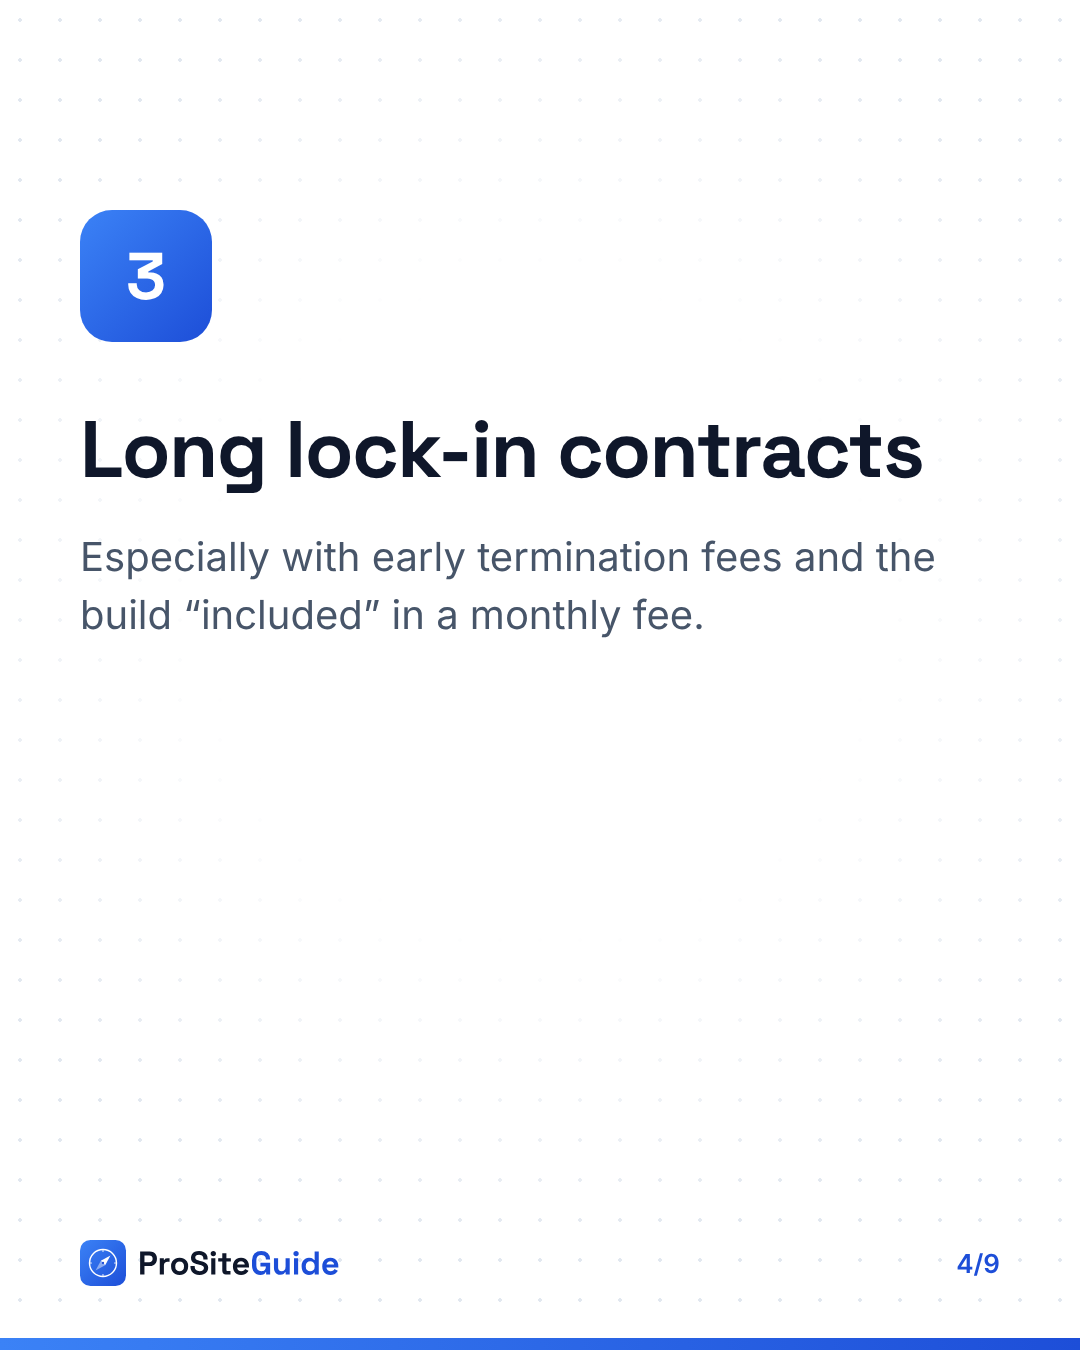 3
Long lock-in contracts
Especially with early termination fees and the
build “included” in a monthly fee.
ProSiteGuide
4/9